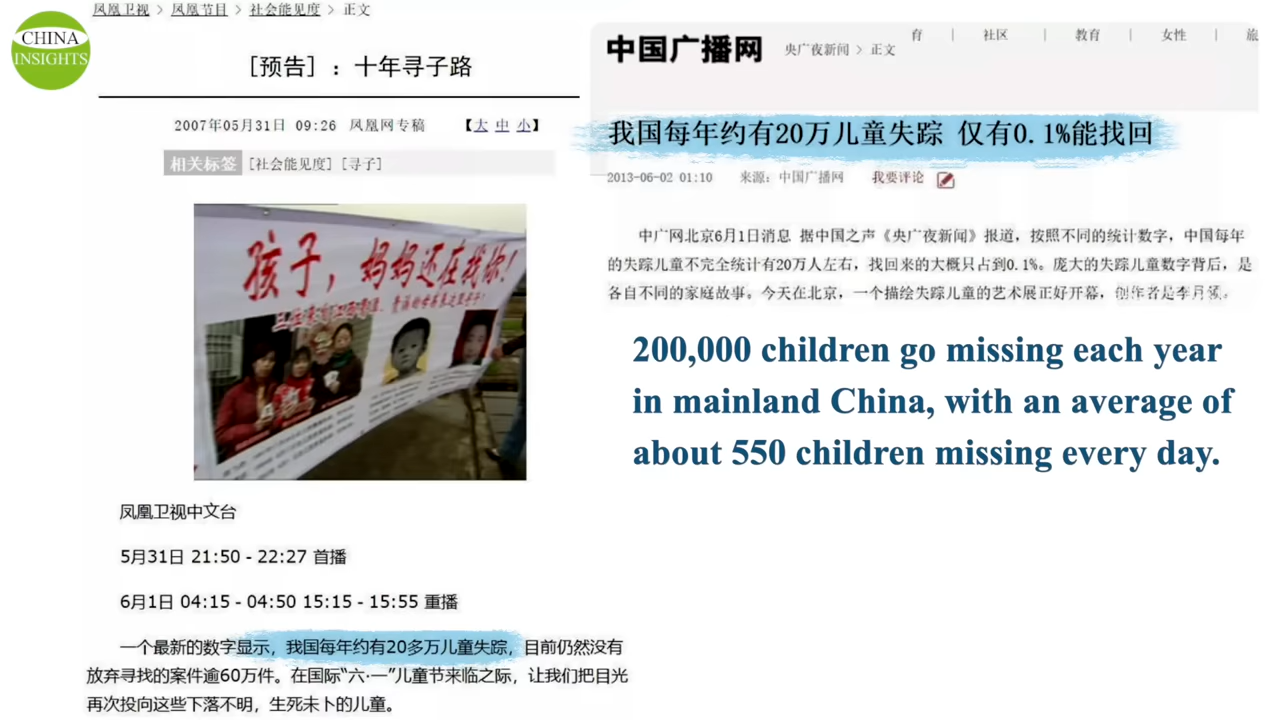 CHINA
INSIGHTS
凤凰卫视 > 凤凰节目 > 社会能见度 > 正文
[预告]：十年寻子路
2007年05月31日 09:26 凤凰网专稿 【大 中 小】
相关标签 [社会能见度] [寻子]
孩子，妈妈还在找你！
凤凰卫视中文台
5月31日 21:50 - 22:27 首播
6月1日 04:15 - 04:50 15:15 - 15:55 重播
一个最新的数字显示，我国每年约有20多万儿童失踪，目前仍然没有
放弃寻找的案件逾60万件。在国际“六·一”儿童节来临之际，让我们把目光
再次投向这些下落不明，生死未卜的儿童。
中国广播网 央广夜新闻 > 正文
育 | 社区 | 教育 | 女性 | 旅
我国每年约有20万儿童失踪 仅有0.1%能找回
2013-06-02 01:10 来源：中国广播网 我要评论
中广网北京6月1日消息 据中国之声《央广夜新闻》报道，按照不同的统计数字，中国每年
的失踪儿童不完全统计有20万人左右，找回来的大概只占到0.1%。庞大的失踪儿童数字背后，是
各自不同的家庭故事。今天在北京，一个描绘失踪儿童的艺术展正好开幕，创作者是李月领。
200,000 children go missing each year
in mainland China, with an average of
about 550 children missing every day.